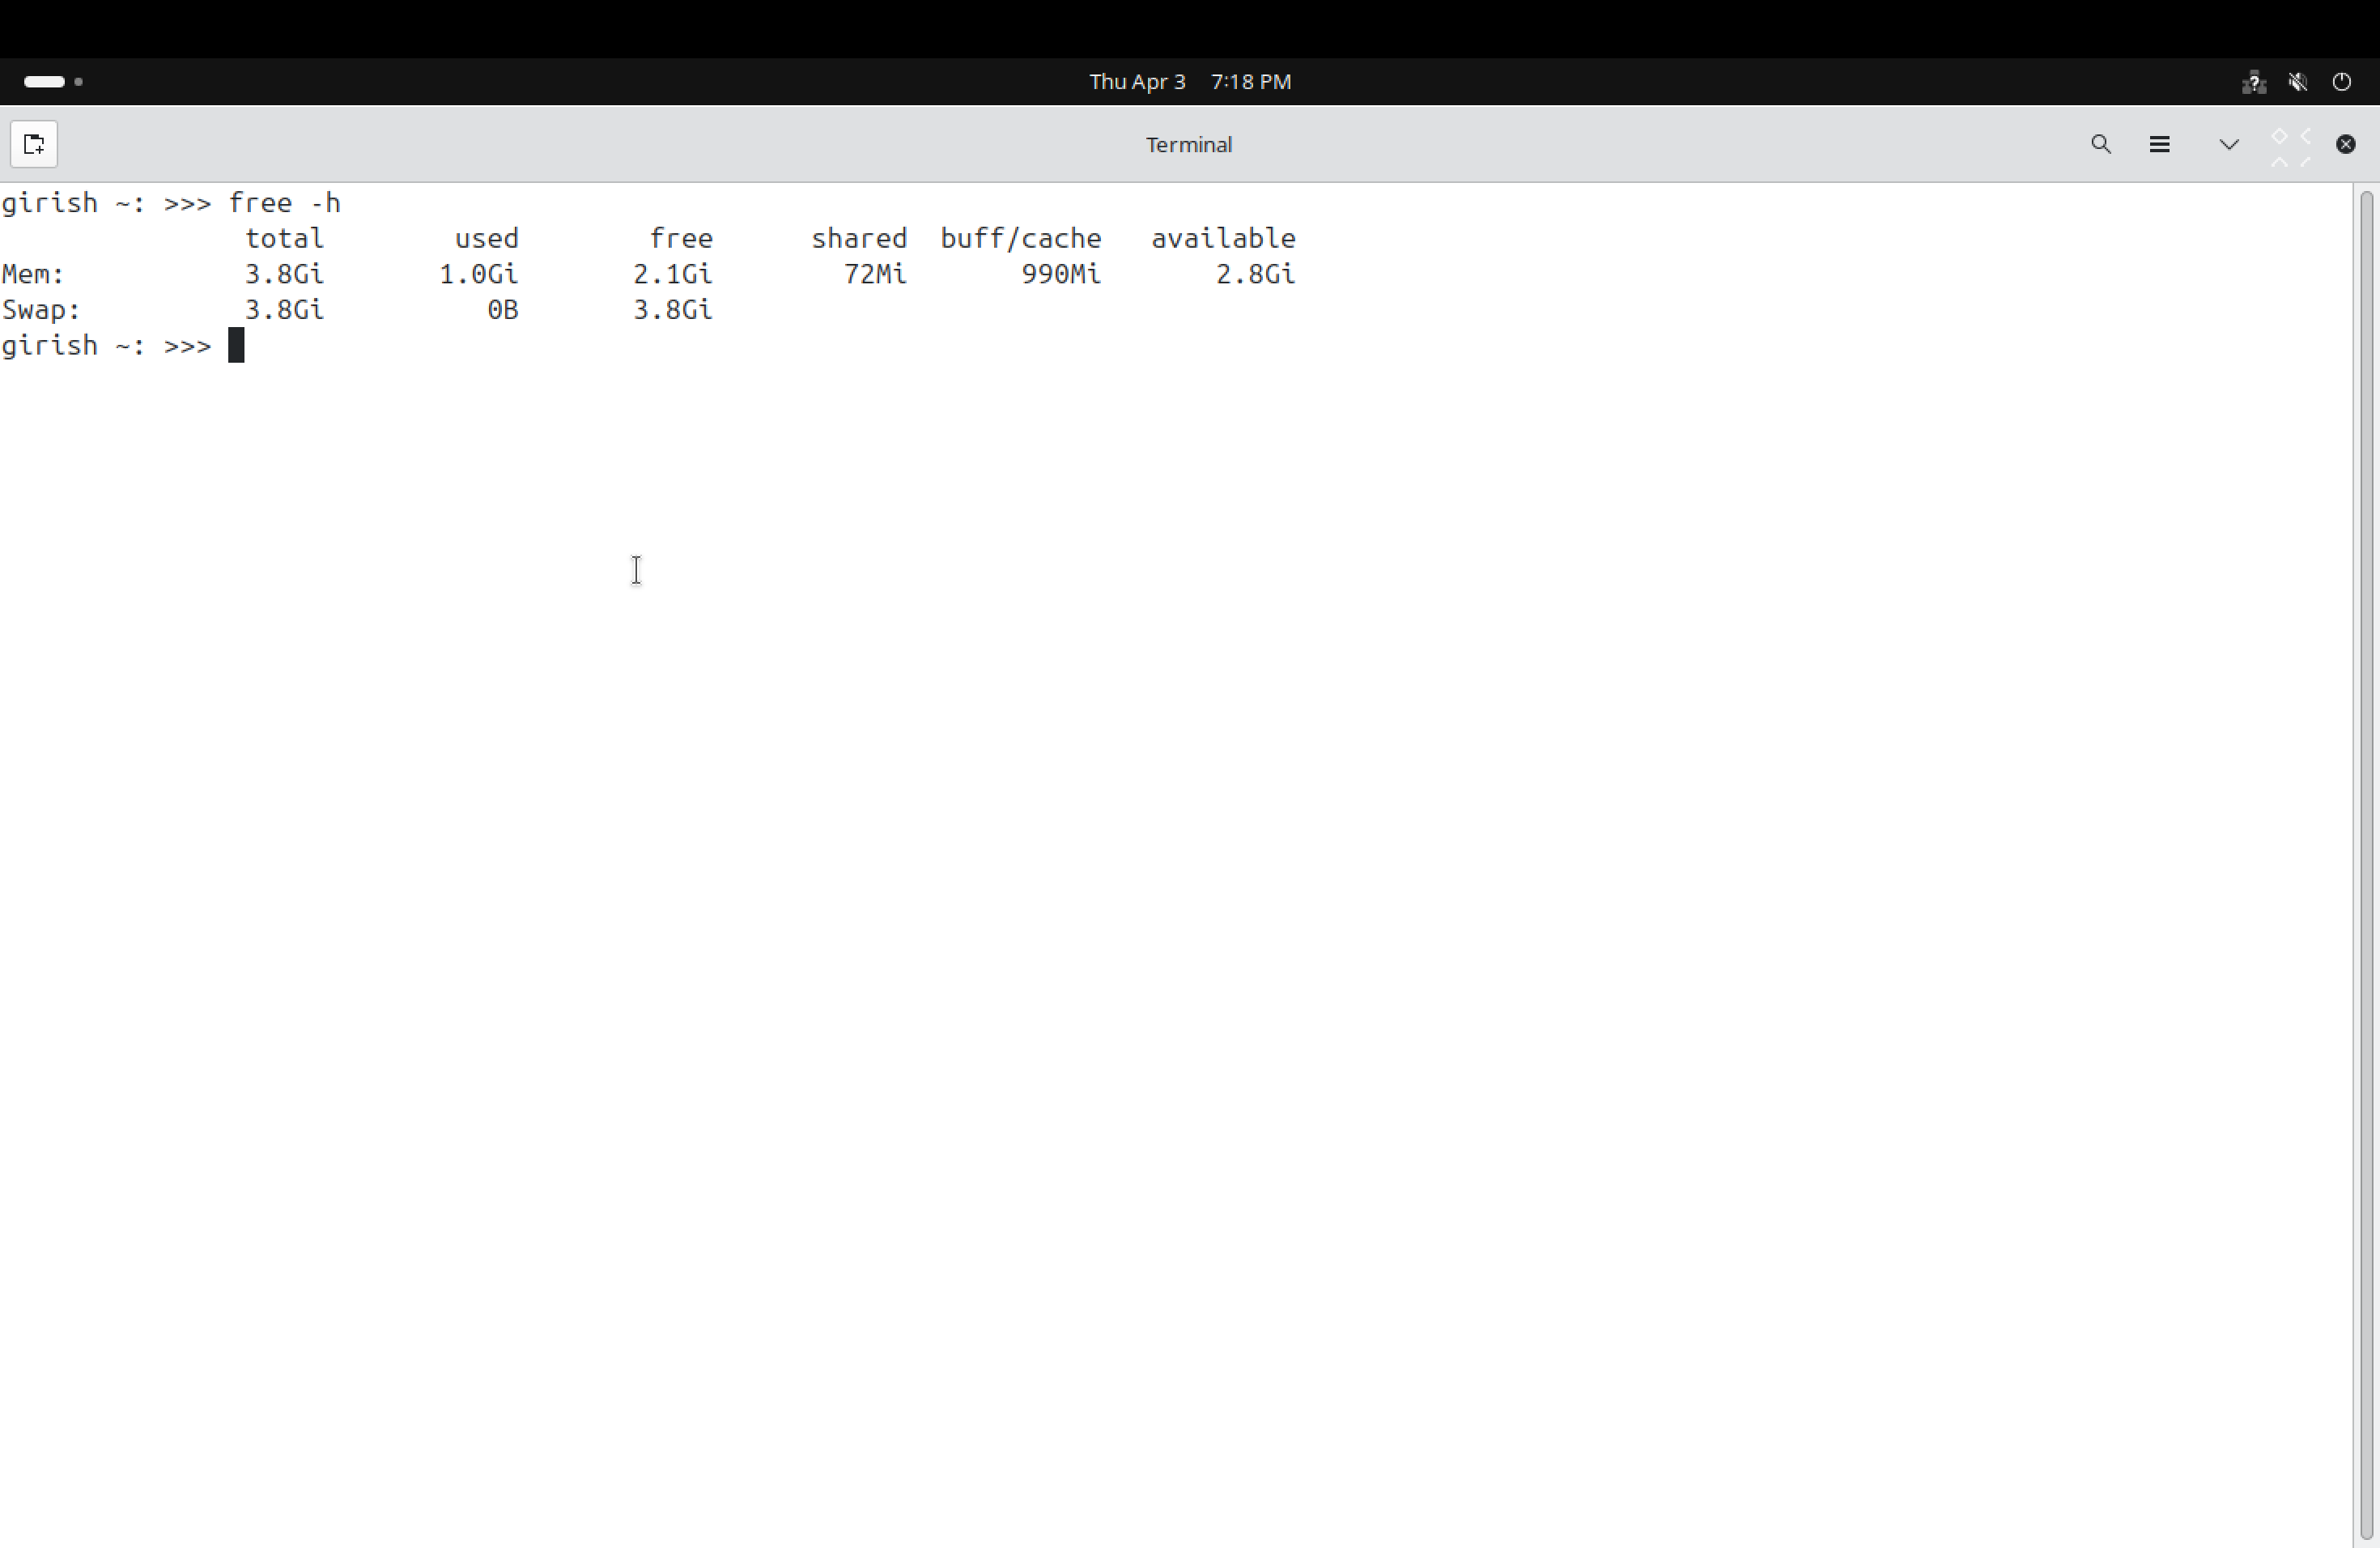 Thu Apr 3 7:18 PM
Terminal
girish ~: >>> free -h
total used free shared buff/cache available
Mem: 3.8Gi 1.0Gi 2.1Gi 72Mi 990Mi 2.8Gi
Swap: 3.8Gi 0B 3.8Gi
girish ~: >>>